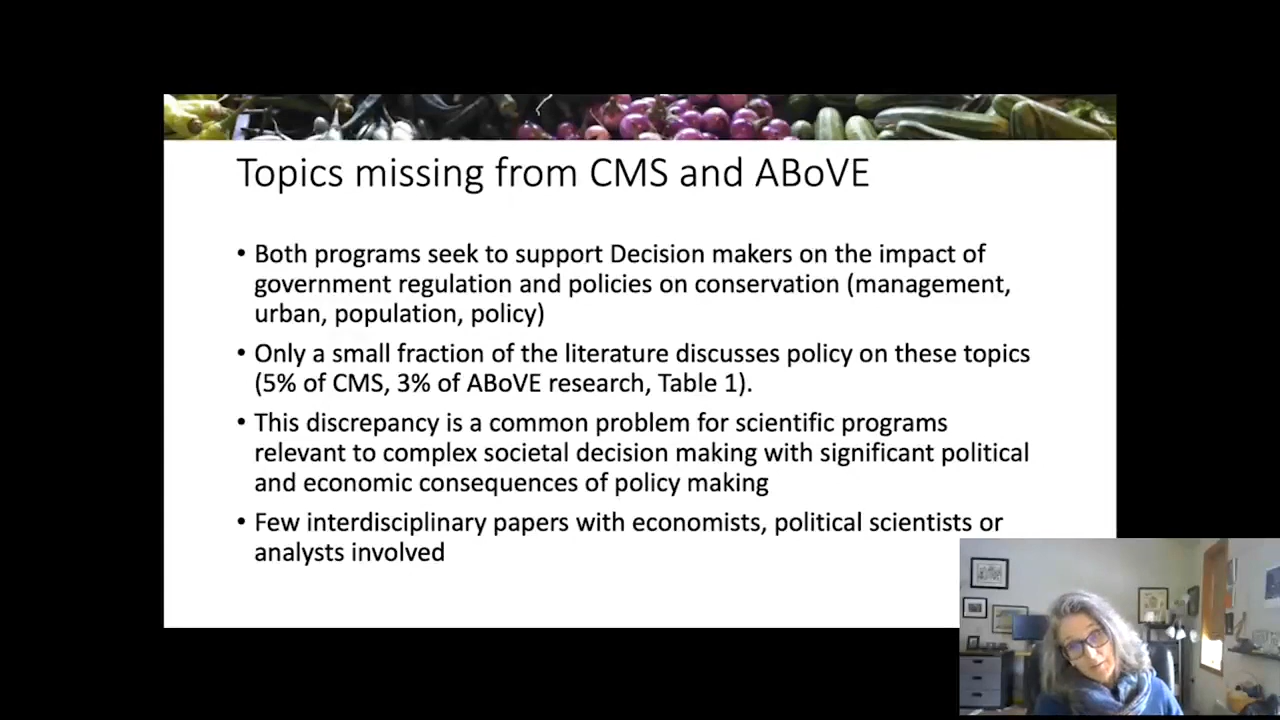 Topics missing from CMS and ABoVE
• Both programs seek to support Decision makers on the impact of
government regulation and policies on conservation (management,
urban, population, policy)
• Only a small fraction of the literature discusses policy on these topics
(5% of CMS, 3% of ABoVE research, Table 1).
• This discrepancy is a common problem for scientific programs
relevant to complex societal decision making with significant political
and economic consequences of policy making
• Few interdisciplinary papers with economists, political scientists or
analysts involved